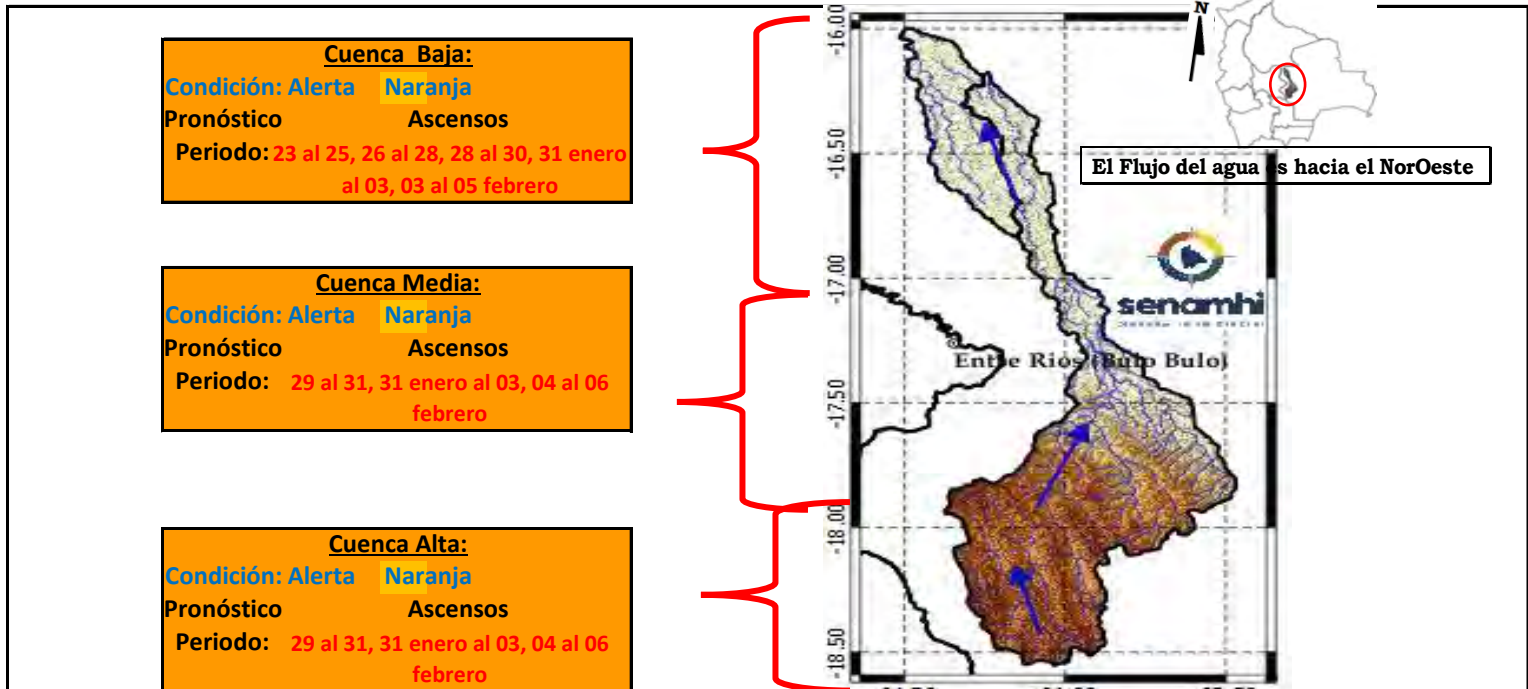 Cuenca Baja:
Condición: Alerta Naranja
Pronóstico Ascensos
Periodo: 23 al 25, 26 al 28, 28 al 30, 31 enero
al 03, 03 al 05 febrero
Cuenca Media:
Condición: Alerta Naranja
Pronóstico Ascensos
Periodo: 29 al 31, 31 enero al 03, 04 al 06
febrero
Cuenca Alta:
Condición: Alerta Naranja
Pronóstico Ascensos
Periodo: 29 al 31, 31 enero al 03, 04 al 06
febrero
-16.00
-16.50
-17.00
-17.50
-18.00
-18.50
N
El Flujo del agua es hacia el NorOeste
senamhi
Entre Rios (Bulo Bulo)